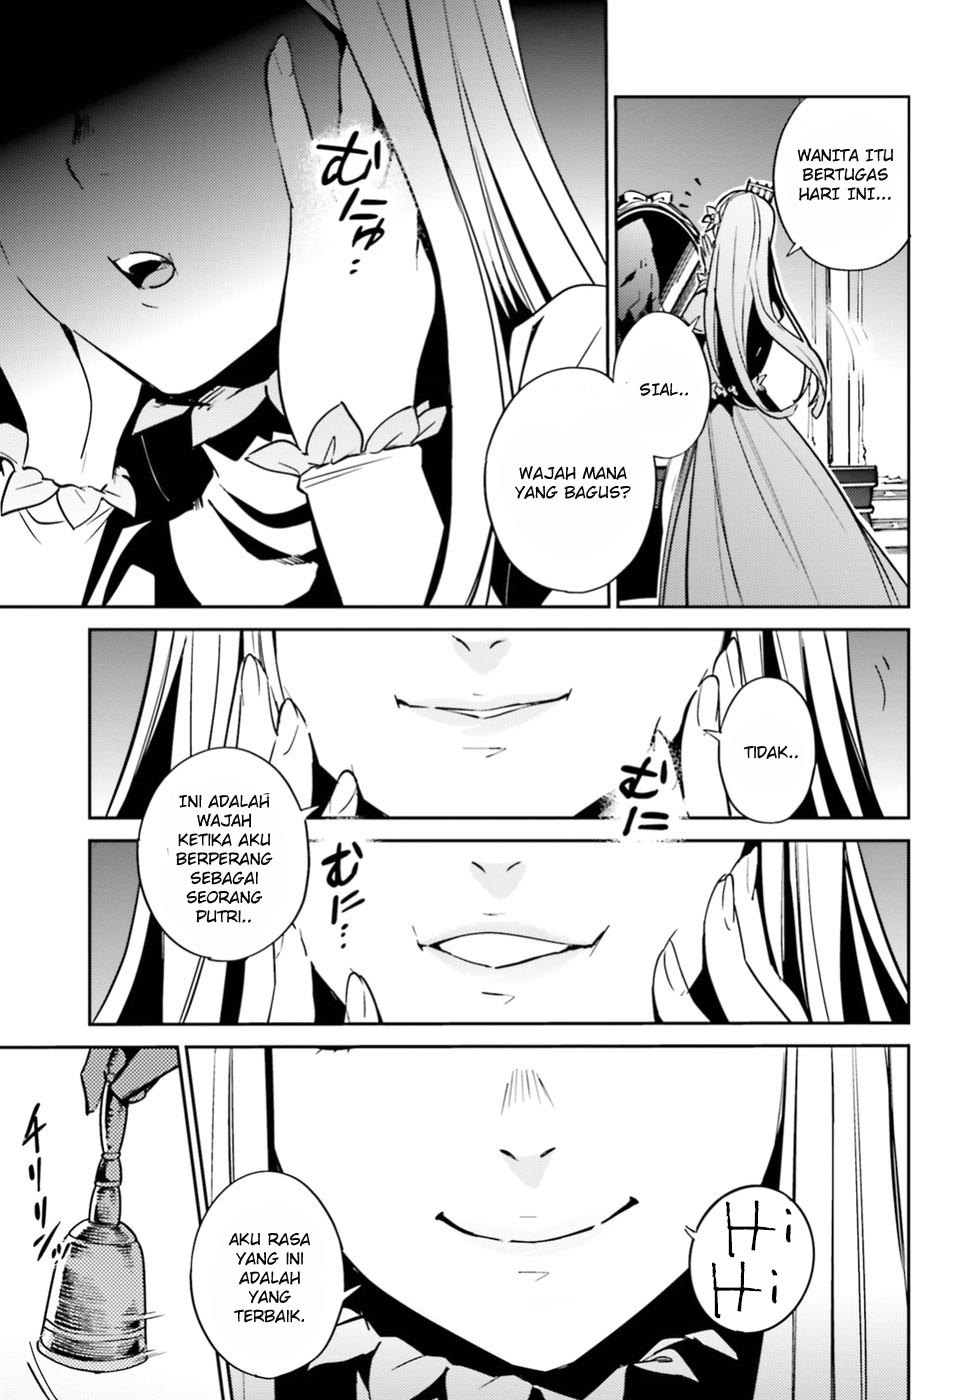 WANITA ITU
BERTUGAS
HARI INI...
SIAL..
WAJAH MANA
YANG BAGUS?
むにゅ…
TIDAK..
むに
INI ADALAH
WAJAH
KETIKA AKU
BERPERANG
SEBAGAI
SEORANG
PUTRI..
むに…
Hi
Hi
AKU RASA
YANG INI
ADALAH
YANG
TERBAIK.
チリリリン